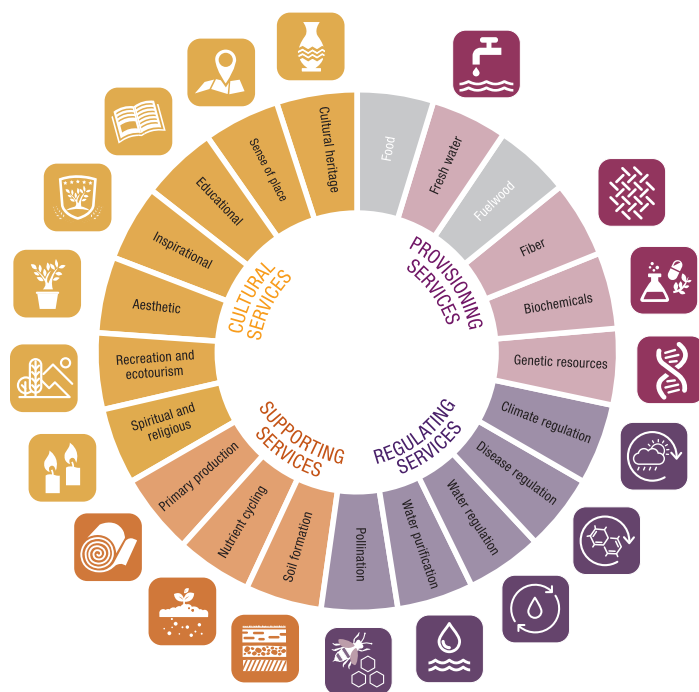 Food
Fresh water
Fuelwood
Fiber
Biochemicals
Genetic resources
Climate regulation
Disease regulation
Water regulation
Water purification
Pollination
Soil formation
Nutrient cycling
Primary production
Spiritual and
religious
Recreation and
ecotourism
Aesthetic
Inspirational
Educational
Sense of place
Cultural heritage
PROVISIONING
SERVICES
REGULATING
SERVICES
SUPPORTING
SERVICES
CULTURAL
SERVICES